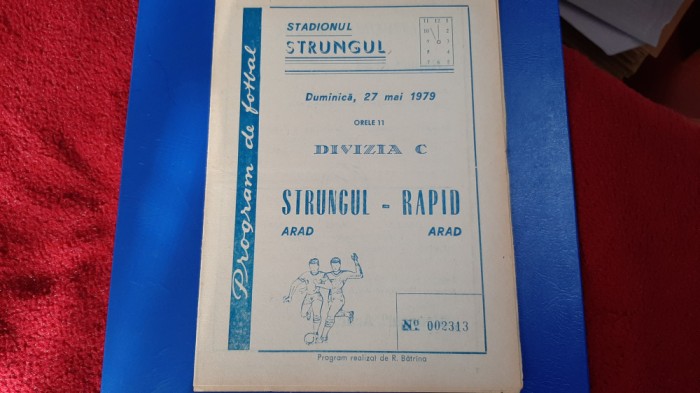 Program de fotbal
STADIONUL
STRUNGUL
Duminică, 27 mai 1979
ORELE 11
DIVIZIA C
STRUNGUL - RAPID
ARAD ARAD
Nº 002313
Program realizat de R. Bătrîna